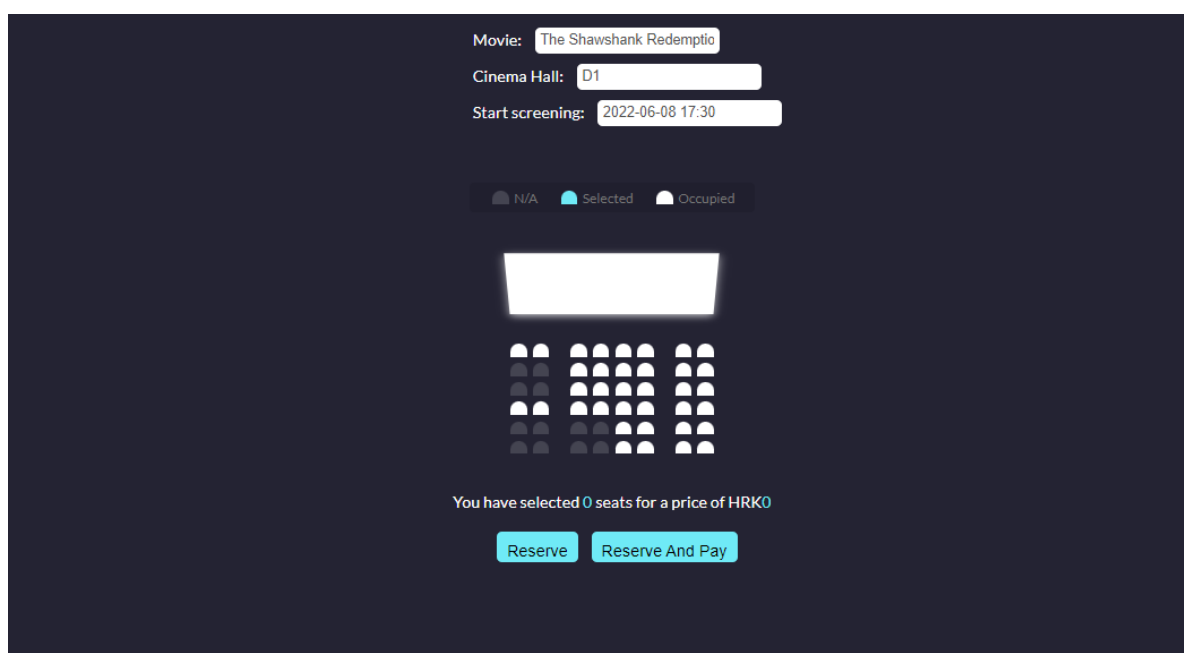 Movie: The Shawshank Redemptio
Cinema Hall: D1
Start screening: 2022-06-08 17:30
N/A Selected Occupied
You have selected 0 seats for a price of HRK0
Reserve Reserve And Pay